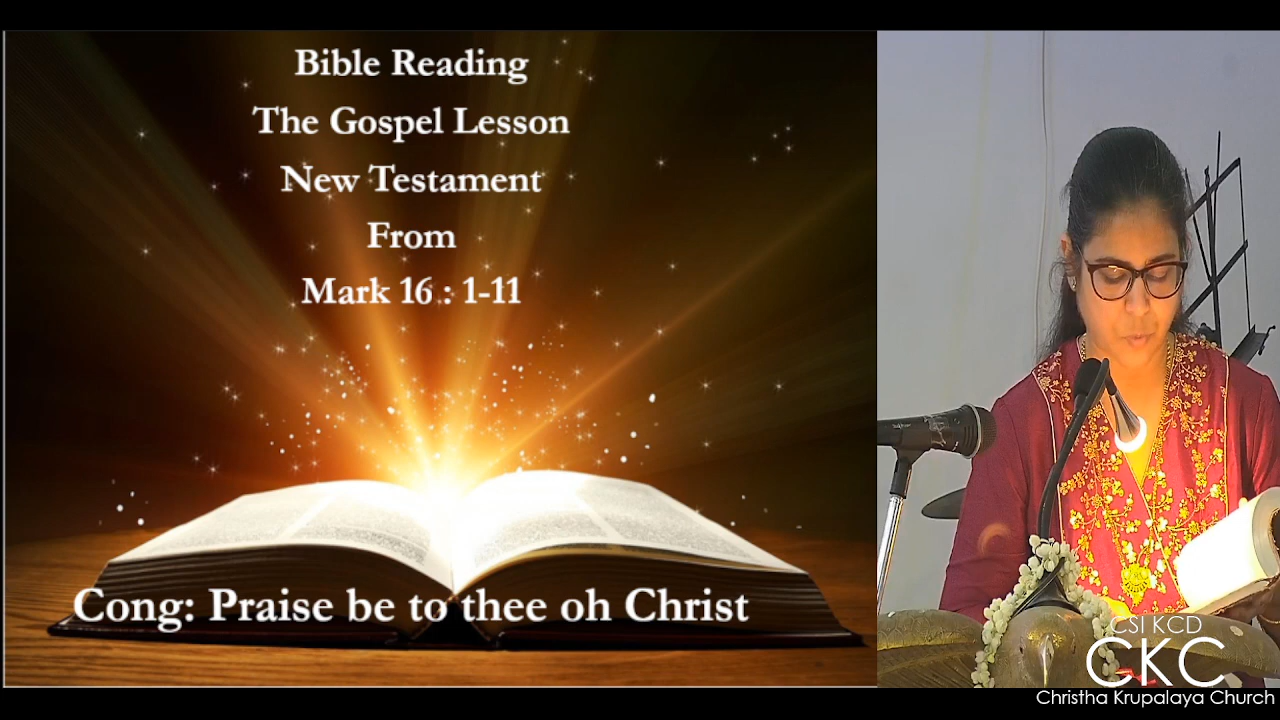 Bible Reading
The Gospel Lesson
New Testament
From
Mark 16 : 1-11
Cong: Praise be to thee oh Christ
CSI KCD
CKC
Christha Krupalaya Church